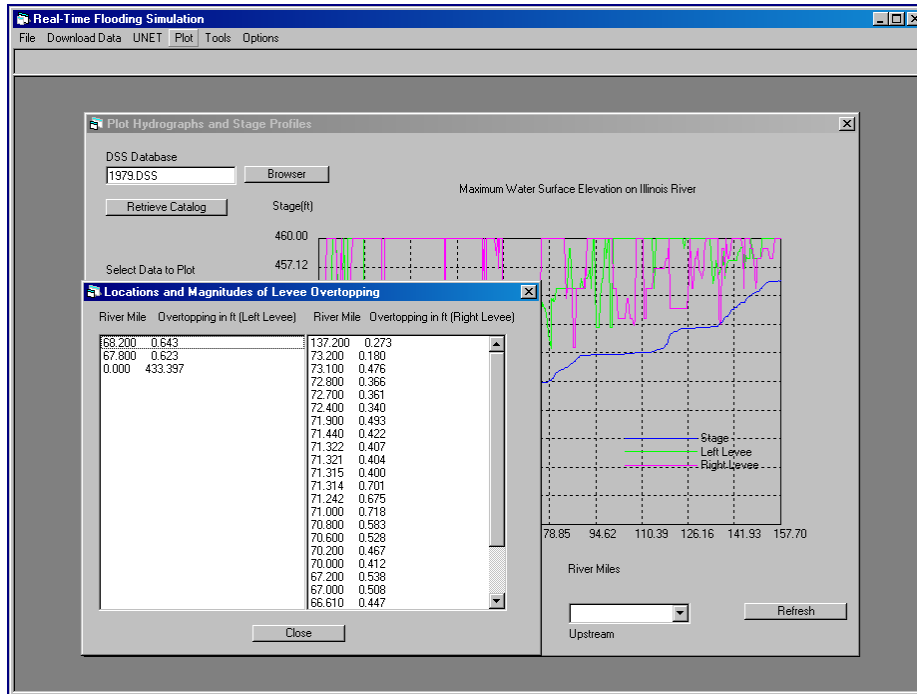 Real-Time Flooding Simulation
File Download Data UNET Plot Tools Options
Plot Hydrographs and Stage Profiles
DSS Database
1979.DSS
Browser
Retrieve Catalog
Select Data to Plot
Maximum Water Surface Elevation on Illinois River
Stage(ft)
460.00
457.12
Stage
Left Levee
Right Levee
78.85 94.62 110.39 126.16 141.93 157.70
River Miles
Upstream
Refresh
Locations and Magnitudes of Levee Overtopping
River Mile Overtopping in ft (Left Levee)
68.200 0.643
67.800 0.623
0.000 433.397
River Mile Overtopping in ft (Right Levee)
137.200 0.273
73.200 0.180
73.100 0.476
72.800 0.366
72.700 0.361
72.400 0.340
71.900 0.493
71.440 0.422
71.322 0.407
71.321 0.404
71.315 0.400
71.314 0.701
71.242 0.675
71.000 0.718
70.800 0.583
70.600 0.528
70.200 0.467
70.000 0.412
67.200 0.538
67.000 0.508
66.610 0.447
Close